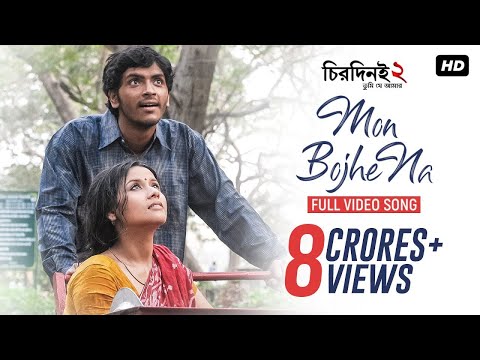 HD
চিরদিনই ২
তুমি যে আমার
Mon
Bojhe Na
FULL VIDEO SONG
8 CRORES+
VIEWS